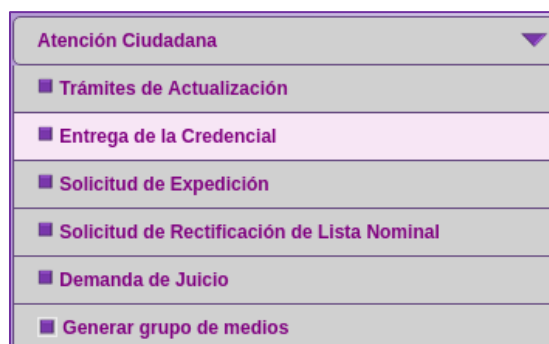 Atención Ciudadana
Trámites de Actualización
Entrega de la Credencial
Solicitud de Expedición
Solicitud de Rectificación de Lista Nominal
Demanda de Juicio
Generar grupo de medios